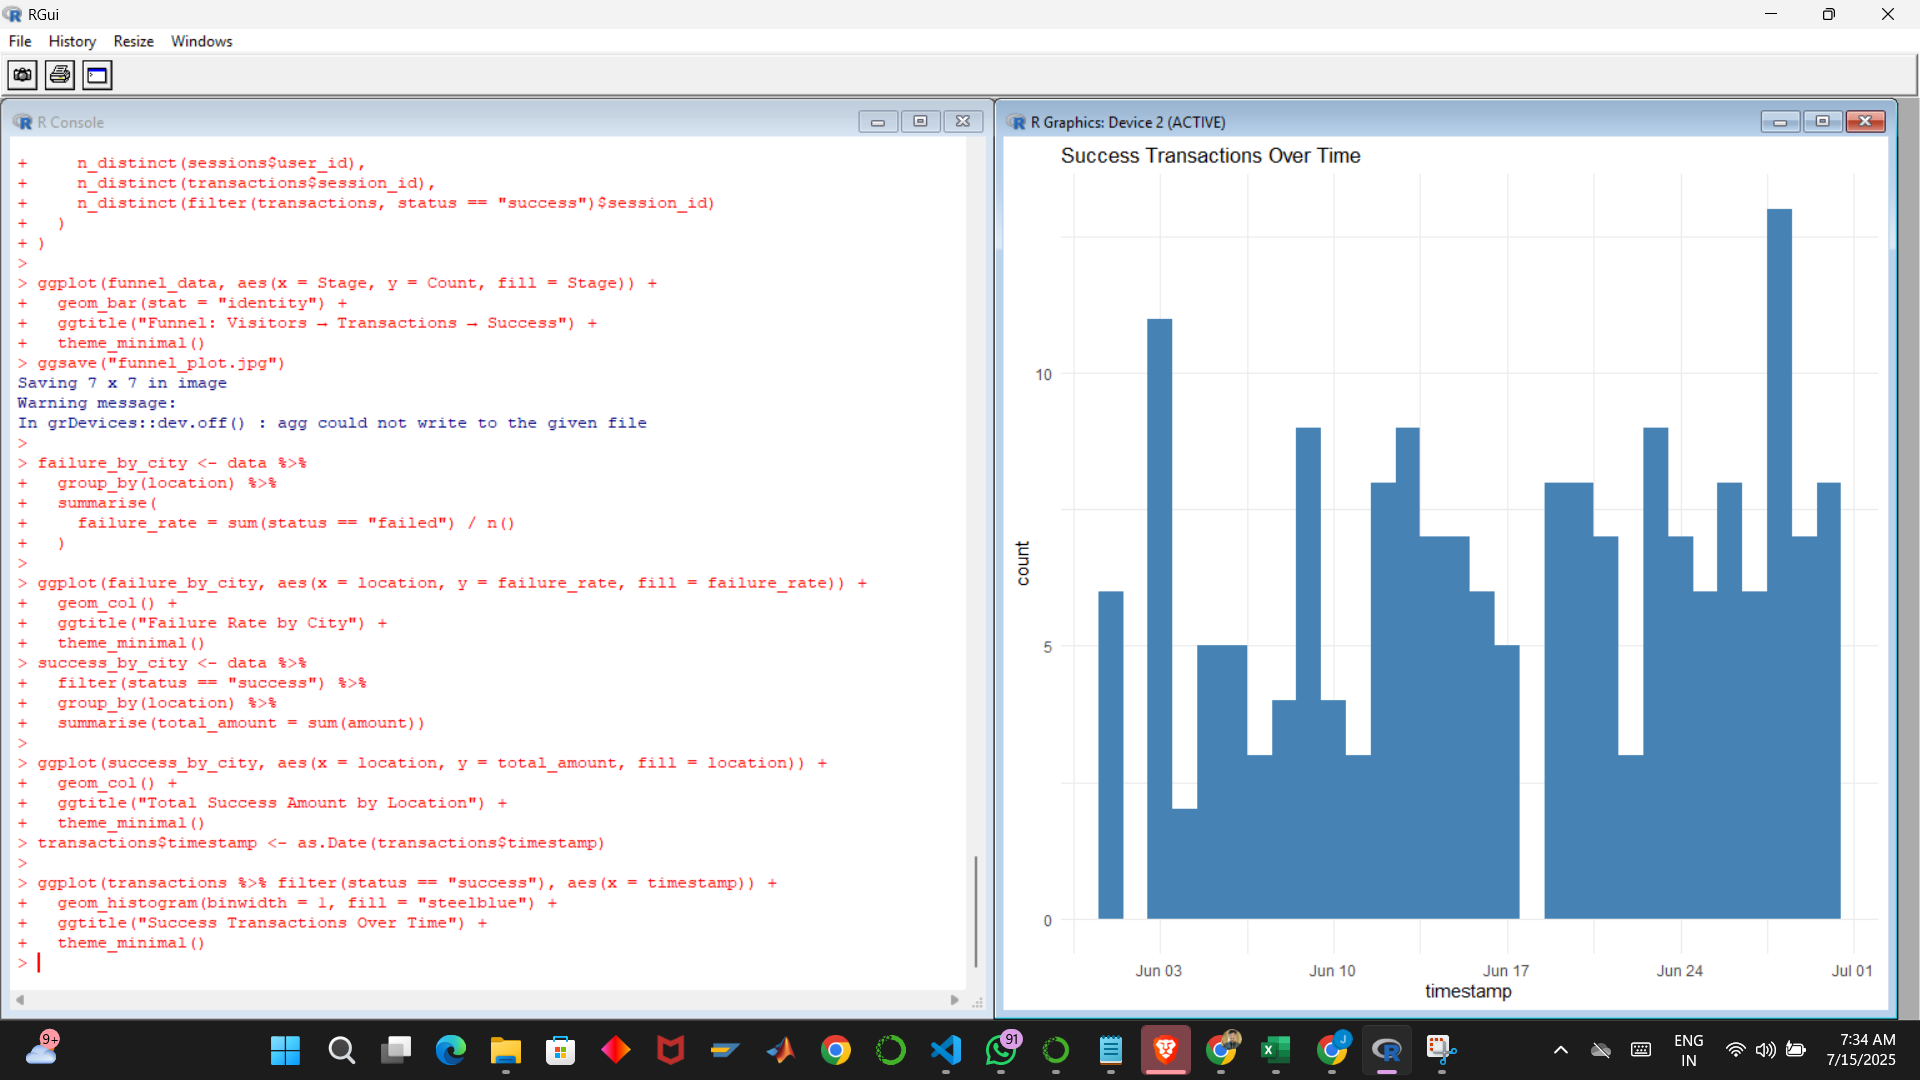 RGui
File History Resize Windows
R Console
+      n_distinct(sessions$user_id),
+      n_distinct(transactions$session_id),
+      n_distinct(filter(transactions, status == "success")$session_id)
+    )
+ )
>
> ggplot(funnel_data, aes(x = Stage, y = Count, fill = Stage)) +
+   geom_bar(stat = "identity") +
+   ggtitle("Funnel: Visitors → Transactions → Success") +
+   theme_minimal()
> ggsave("funnel_plot.jpg")
Saving 7 x 7 in image
Warning message:
In grDevices::dev.off() : agg could not write to the given file
>
> failure_by_city <- data %>%
+   group_by(location) %>%
+   summarise(
+     failure_rate = sum(status == "failed") / n()
+   )
>
> ggplot(failure_by_city, aes(x = location, y = failure_rate, fill = failure_rate)) +
+   geom_col() +
+   ggtitle("Failure Rate by City") +
+   theme_minimal()
> success_by_city <- data %>%
+   filter(status == "success") %>%
+   group_by(location) %>%
+   summarise(total_amount = sum(amount))
>
> ggplot(success_by_city, aes(x = location, y = total_amount, fill = location)) +
+   geom_col() +
+   ggtitle("Total Success Amount by Location") +
+   theme_minimal()
> transactions$timestamp <- as.Date(transactions$timestamp)
>
> ggplot(transactions %>% filter(status == "success"), aes(x = timestamp)) +
+   geom_histogram(binwidth = 1, fill = "steelblue") +
+   ggtitle("Success Transactions Over Time") +
+   theme_minimal()
>
R Graphics: Device 2 (ACTIVE)
Success Transactions Over Time
10
5
0
count
Jun 03 Jun 10 Jun 17 Jun 24 Jul 01
timestamp
9+
91
J
ENG
IN
7:34 AM
7/15/2025